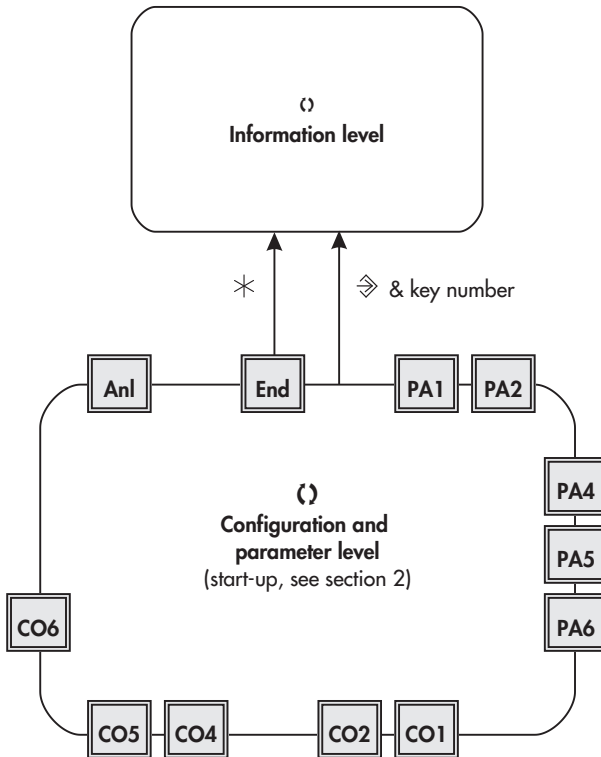 Information level
& key number
Anl
End
PA1
PA2
PA4
PA5
PA6
Configuration and
parameter level
(start-up, see section 2)
CO6
CO5
CO4
CO2
CO1